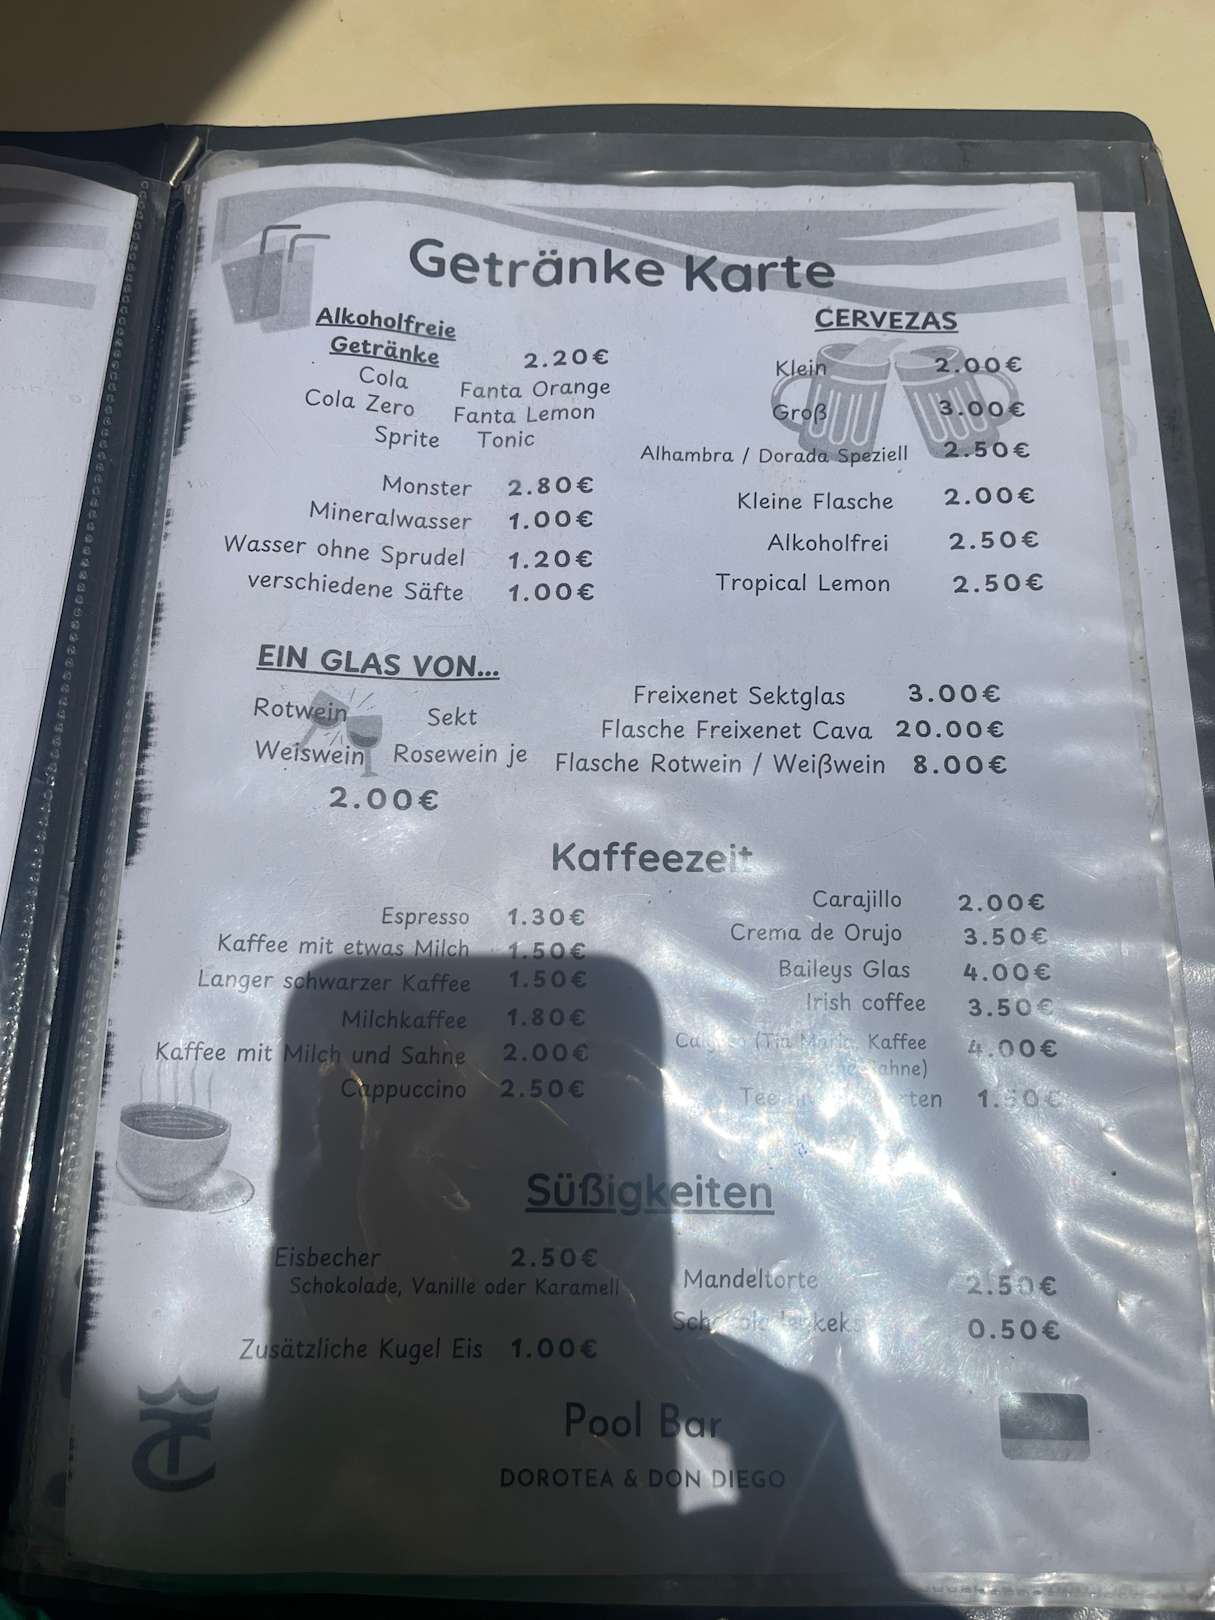 Getränke Karte
Alkoholfreie
Getränke 2.20€
Cola Fanta Orange
Cola Zero Fanta Lemon
Sprite Tonic
Monster 2.80€
Mineralwasser 1.00€
Wasser ohne Sprudel 1.20€
verschiedene Säfte 1.00€
CERVEZAS
Klein 2.00€
Groß 3.00€
Alhambra / Dorada Speziell 2.50€
Kleine Flasche 2.00€
Alkoholfrei 2.50€
Tropical Lemon 2.50€
EIN GLAS VON...
Rotwein Sekt
Weiswein Rosewein je
2.00€
Freixenet Sektglas 3.00€
Flasche Freixenet Cava 20.00€
Flasche Rotwein / Weißwein 8.00€
Kaffeezeit
Espresso 1.30€
Kaffee mit etwas Milch 1.50€
Langer schwarzer Kaffee 1.50€
Milchkaffee 1.80€
Kaffee mit Milch und Sahne 2.00€
Cappuccino 2.50€
Carajillo 2.00€
Crema de Orujo 3.50€
Baileys Glas 4.00€
Irish coffee 3.50€
(Tia Maria, Kaffee 4.00€
Tee
Süßigkeiten
Eisbecher 2.50€
Schokolade, Vanille oder Karamell
Zusätzliche Kugel Eis 1.00€
Mandeltorte 2.50€
0.50€
Pool Bar
DOROTEA & DON DIEGO